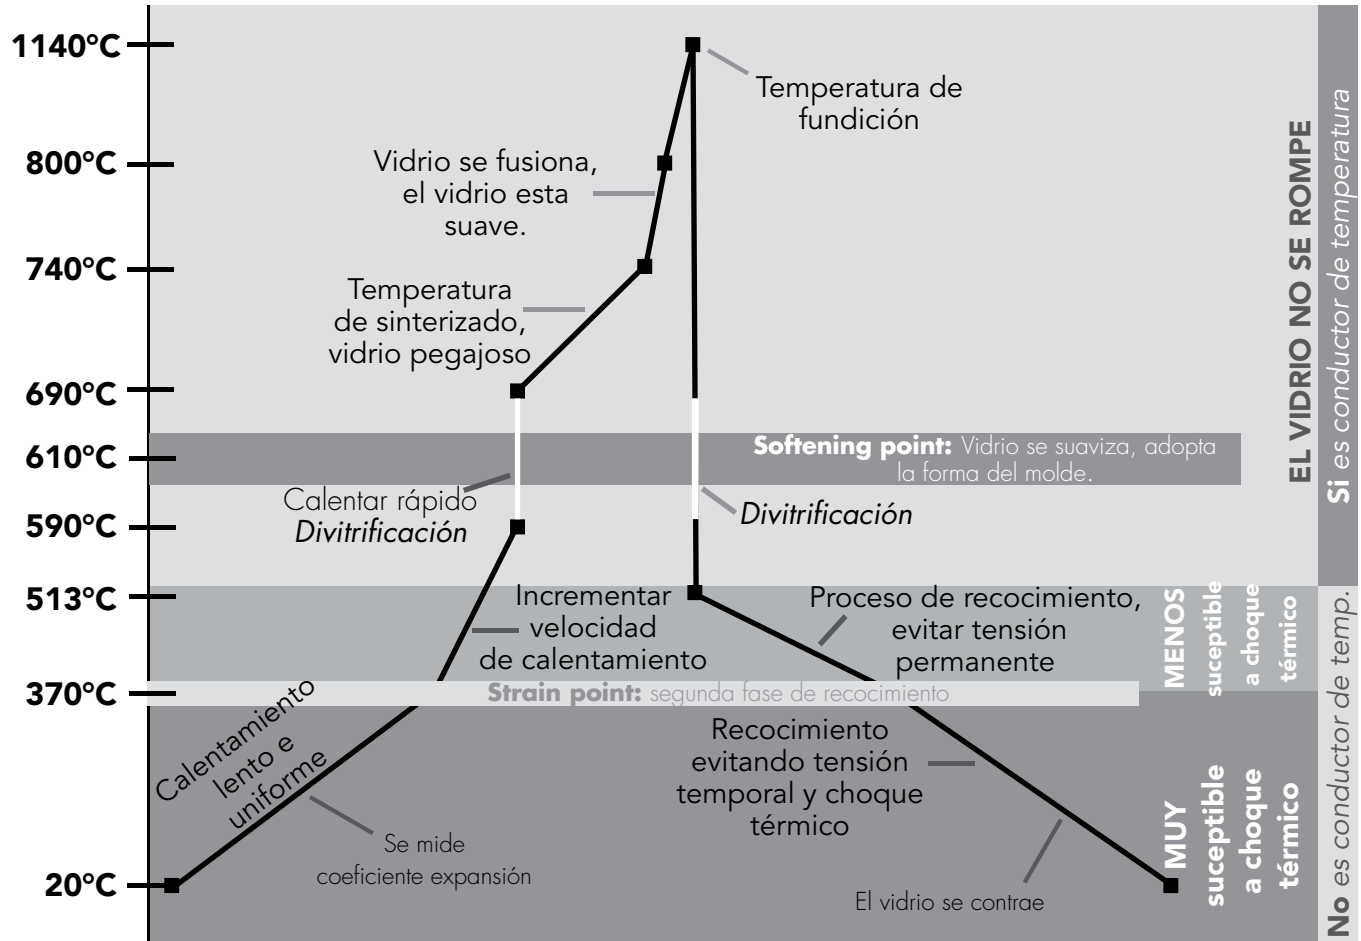 1140°C
Temperatura de
fundición
800°C
Vidrio se fusiona,
el vidrio esta
suave.
740°C
Temperatura
de sinterizado,
vidrio pegajoso
690°C
610°C
Softening point: Vidrio se suaviza, adopta
la forma del molde.
Calentar rápido
Divitrificación
Divitrificación
590°C
513°C
Incrementar
velocidad
de calentamiento
Proceso de recocimiento,
evitar tensión
permanente
370°C
Strain point: segunda fase de recocimiento
Calentamiento
lento e
uniforme
Recocimiento
evitando tensión
temporal y choque
térmico
Se mide
coeficiente expansión
El vidrio se contrae
20°C
EL VIDRIO NO SE ROMPE
Si es conductor de temperatura
MENOS
suceptible
a choque
térmico
MUY
suceptible
a choque
térmico
No es conductor de temp.